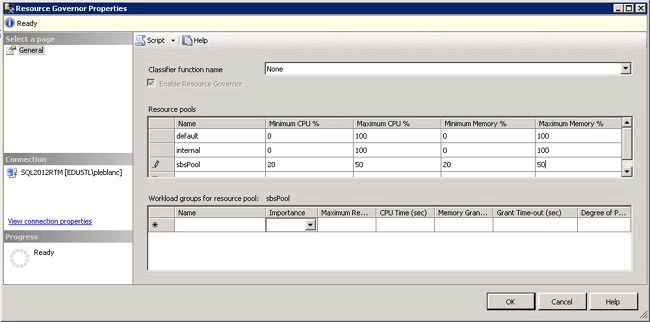 Resource Governor Properties
Ready
Select a page
General
Script Help
Classifier function name None
Enable Resource Governor
Resource pools
Name Minimum CPU % Maximum CPU % Minimum Memory % Maximum Memory %
default 0 100 0 100
internal 0 100 0 100
sbsPool 20 50 20 50
Connection
SQL2012RTM [EDUSTL\pleblanc]
View connection properties
Progress
Ready
Workload groups for resource pool: sbsPool
Name Importance Maximum Re... CPU Time (sec) Memory Gran... Grant Time-out (sec) Degree of P...
OK Cancel Help